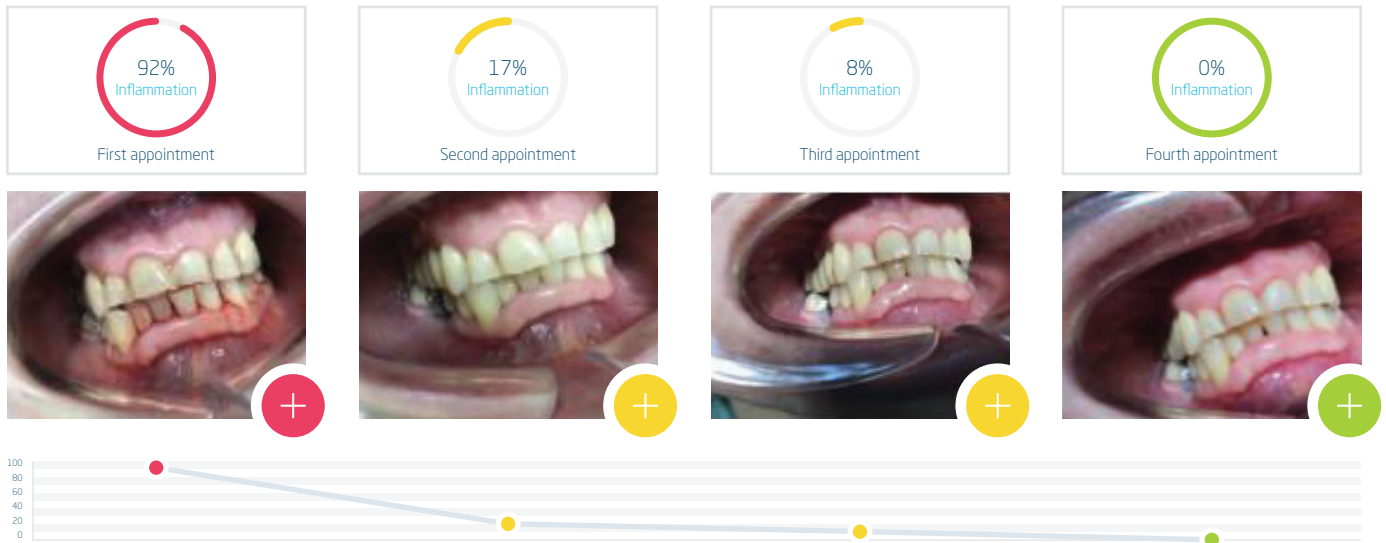 92%
Inflammation
First appointment
17%
Inflammation
Second appointment
8%
Inflammation
Third appointment
0%
Inflammation
Fourth appointment
100
80
60
40
20
0